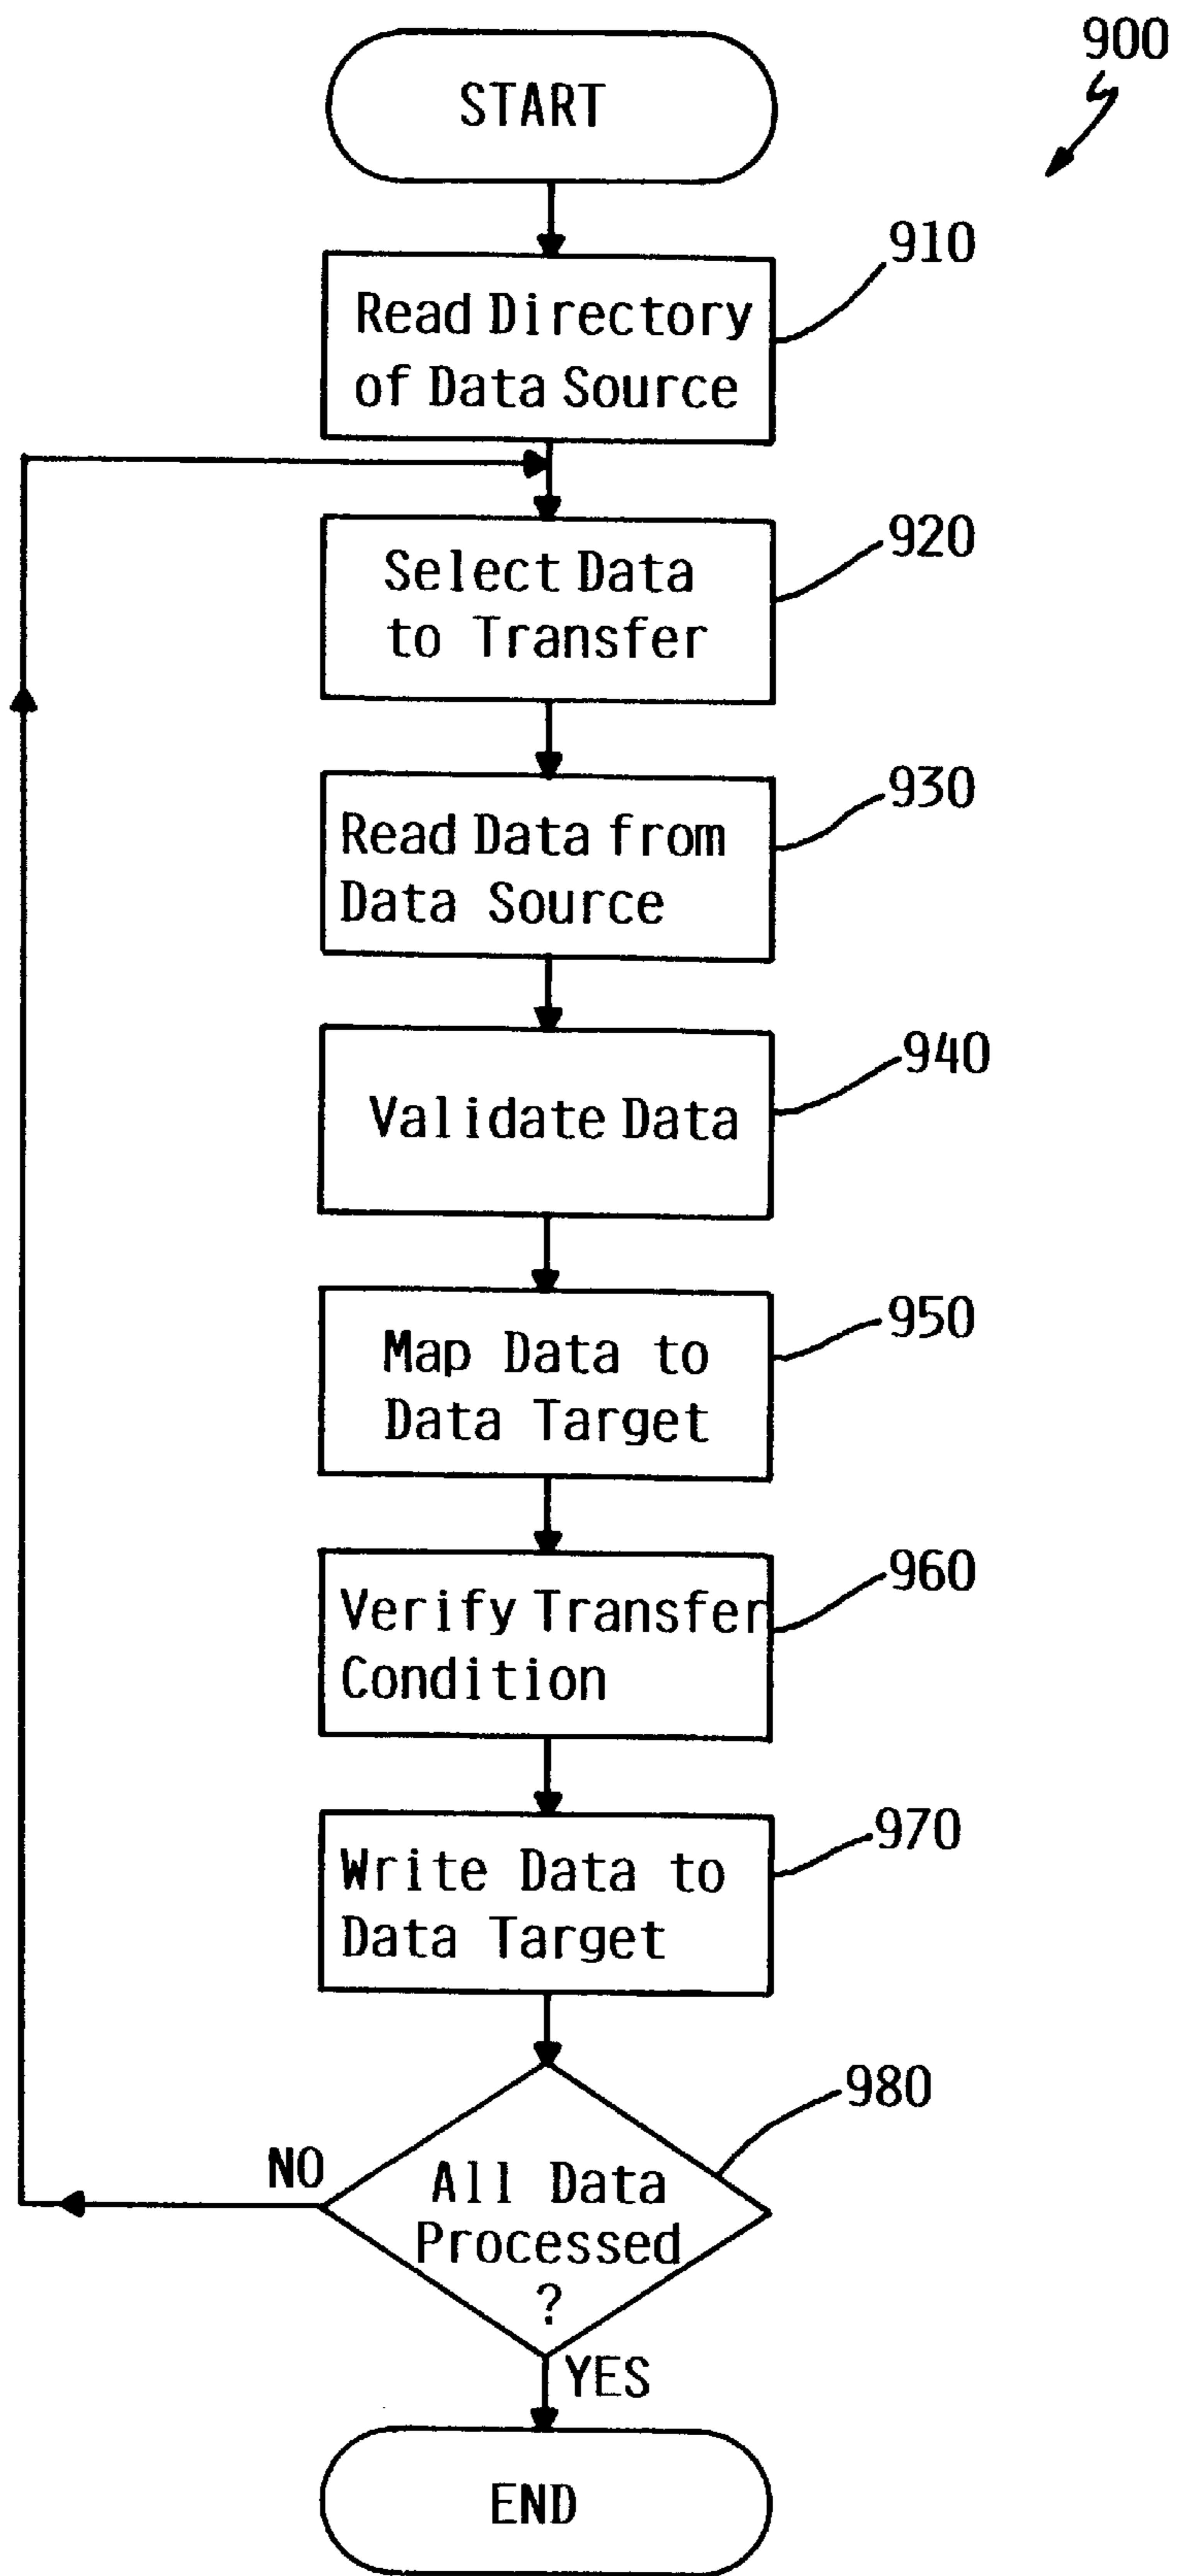 900
START
910
Read Directory
of Data Source
920
Select Data
to Transfer
930
Read Data from
Data Source
940
Validate Data
950
Map Data to
Data Target
960
Verify Transfer
Condition
970
Write Data to
Data Target
980
NO
All Data
Processed
?
YES
END